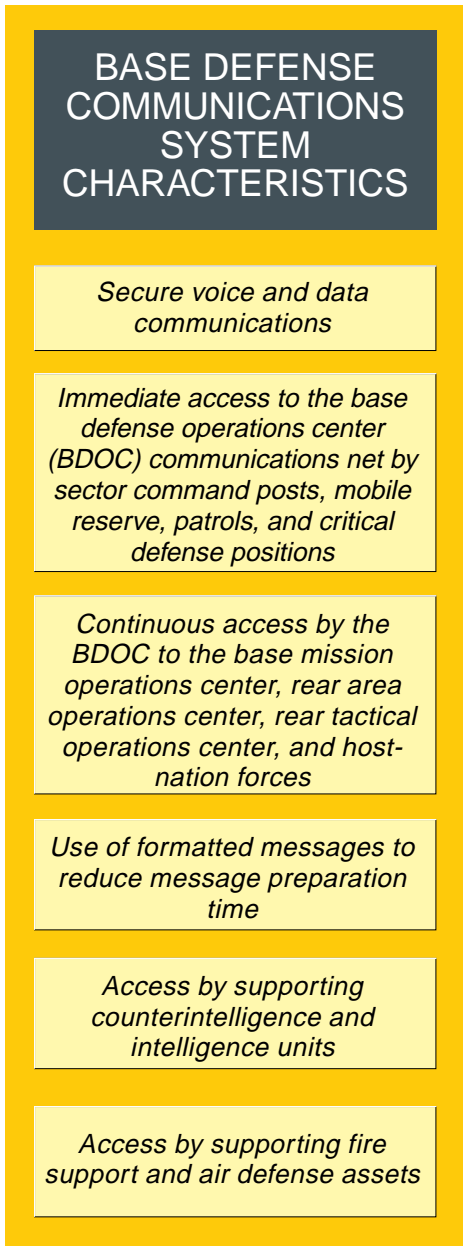 BASE DEFENSE
COMMUNICATIONS
SYSTEM
CHARACTERISTICS
Secure voice and data
communications
Immediate access to the base
defense operations center
(BDOC) communications net by
sector command posts, mobile
reserve, patrols, and critical
defense positions
Continuous access by the
BDOC to the base mission
operations center, rear area
operations center, rear tactical
operations center, and host-
nation forces
Use of formatted messages to
reduce message preparation
time
Access by supporting
counterintelligence and
intelligence units
Access by supporting fire
support and air defense assets